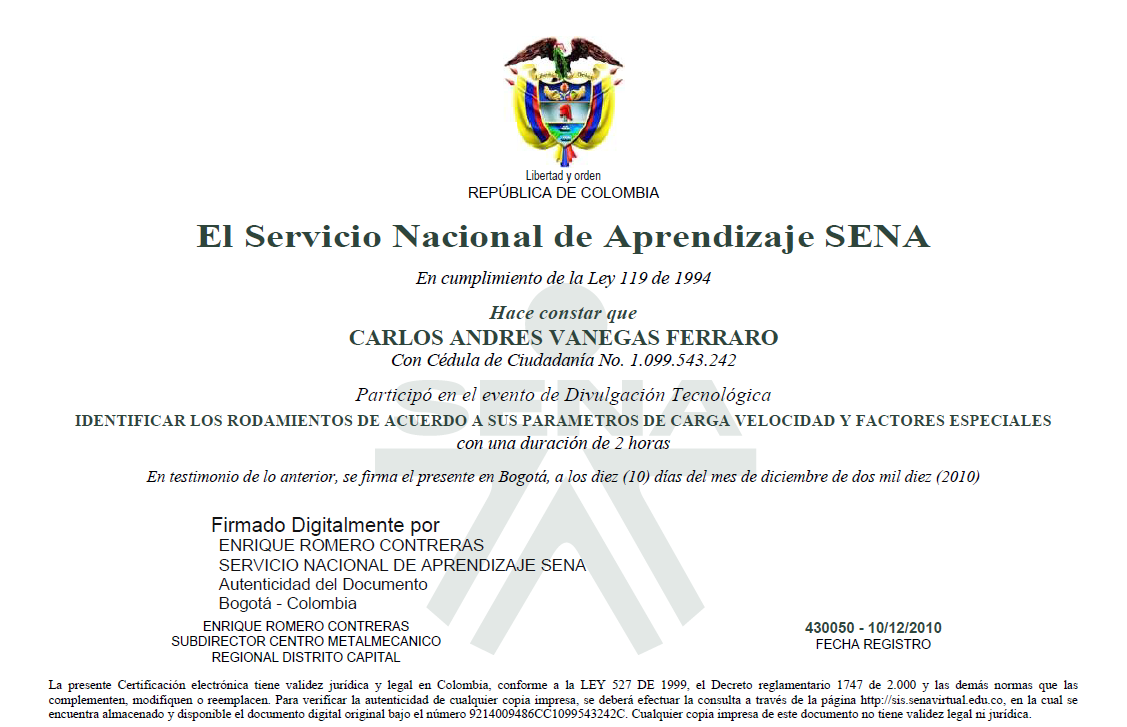 Libertad y Orden
Libertad y orden
REPÚBLICA DE COLOMBIA
El Servicio Nacional de Aprendizaje SENA
En cumplimiento de la Ley 119 de 1994
Hace constar que
CARLOS ANDRES VANEGAS FERRARO
Con Cédula de Ciudadanía No. 1.099.543.242
Participó en el evento de Divulgación Tecnológica
SENA
IDENTIFICAR LOS RODAMIENTOS DE ACUERDO A SUS PARAMETROS DE CARGA VELOCIDAD Y FACTORES ESPECIALES
con una duración de 2 horas
En testimonio de lo anterior, se firma el presente en Bogotá, a los diez (10) días del mes de diciembre de dos mil diez (2010)
Firmado Digitalmente por
ENRIQUE ROMERO CONTRERAS
SERVICIO NACIONAL DE APRENDIZAJE SENA
Autenticidad del Documento
Bogotá - Colombia
ENRIQUE ROMERO CONTRERAS
SUBDIRECTOR CENTRO METALMECANICO
REGIONAL DISTRITO CAPITAL
430050 - 10/12/2010
FECHA REGISTRO
La presente Certificación electrónica tiene validez jurídica y legal en Colombia, conforme a la LEY 527 DE 1999, el Decreto reglamentario 1747 de 2.000 y las demás normas que las
complementen, modifiquen o reemplacen. Para verificar la autenticidad de cualquier copia impresa, se deberá efectuar la consulta a través de la página http://sis.senavirtual.edu.co, en la cual se
encuentra almacenado y disponible el documento digital original bajo el número 9214009486CC1099543242C. Cualquier copia impresa de este documento no tiene validez legal ni jurídica.